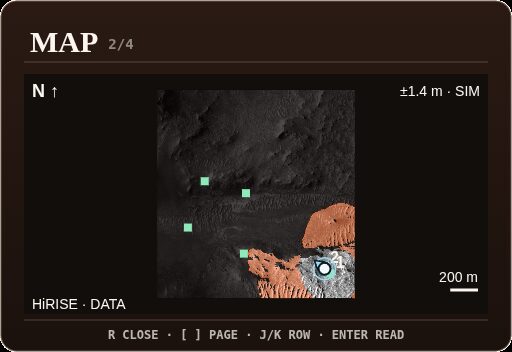 MAP 2/4
N ↑
±1.4 m · SIM
200 m
HiRISE · DATA
R CLOSE · [ ] PAGE · J/K ROW · ENTER READ